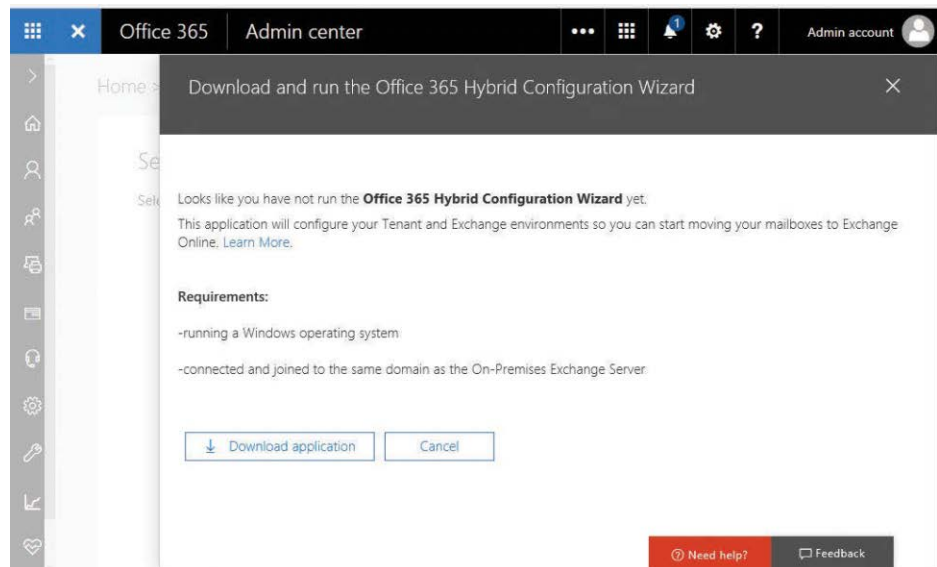 Office 365
Admin center
1
?
Admin account
Home >
Download and run the Office 365 Hybrid Configuration Wizard
Se
Sele
Looks like you have not run the Office 365 Hybrid Configuration Wizard yet.
This application will configure your Tenant and Exchange environments so you can start moving your mailboxes to Exchange
Online. Learn More.
Requirements:
-running a Windows operating system
-connected and joined to the same domain as the On-Premises Exchange Server
Download application
Cancel
Need help?
Feedback